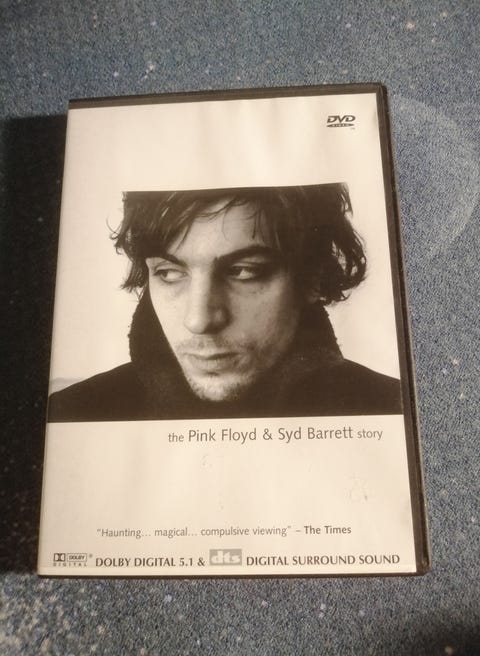 DVD
VIDEO
the Pink Floyd & Syd Barrett story
"Haunting... magical... compulsive viewing" – The Times
DOLBY
DIGITAL
DOLBY DIGITAL 5.1 & dts DIGITAL SURROUND SOUND